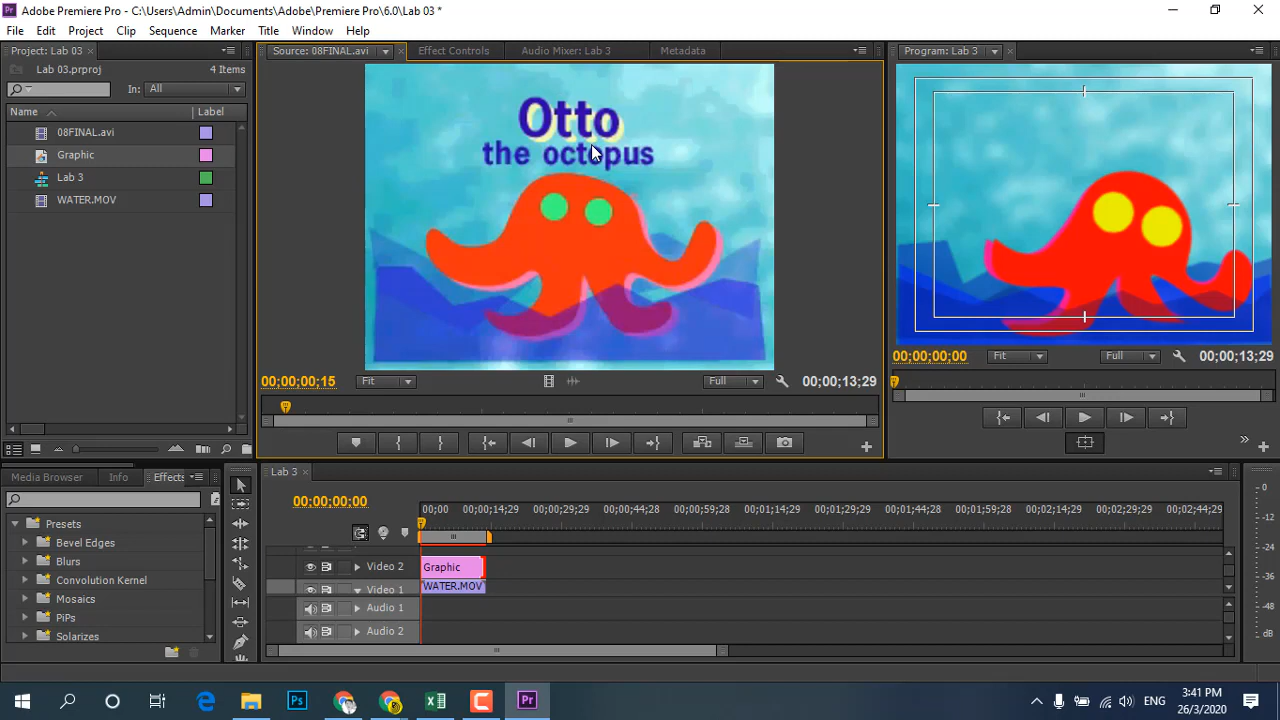 Adobe Premiere Pro - C:\Users\Admin\Documents\Adobe\Premiere Pro\6.0\Lab 03 *
File Edit Project Clip Sequence Marker Title Window Help
Project: Lab 03
Lab 03.prproj 4 Items
In: All
Name Label
08FINAL.avi
Graphic
Lab 3
WATER.MOV
Source: 08FINAL.avi Effect Controls Audio Mixer: Lab 3 Metadata
Otto
the octopus
00;00;00;15 Fit Full 00;00;13;29
Program: Lab 3
00;00;00;00 Fit Full 00;00;13;29
Media Browser Info Effects
Presets
Bevel Edges
Blurs
Convolution Kernel
Mosaics
PiPs
Solarizes
Lab 3
00;00;00;00
00;00 00;00;14;29 00;00;29;29 00;00;44;28 00;00;59;28 00;01;14;29 00;01;29;29 00;01;44;28 00;01;59;28 00;02;14;29 00;02;29;29 00;02;44;29
Video 2 Graphic
Video 1 WATER.MOV
Audio 1
Audio 2
0
-12
-24
-36
-48
dB
ENG 3:41 PM
26/3/2020